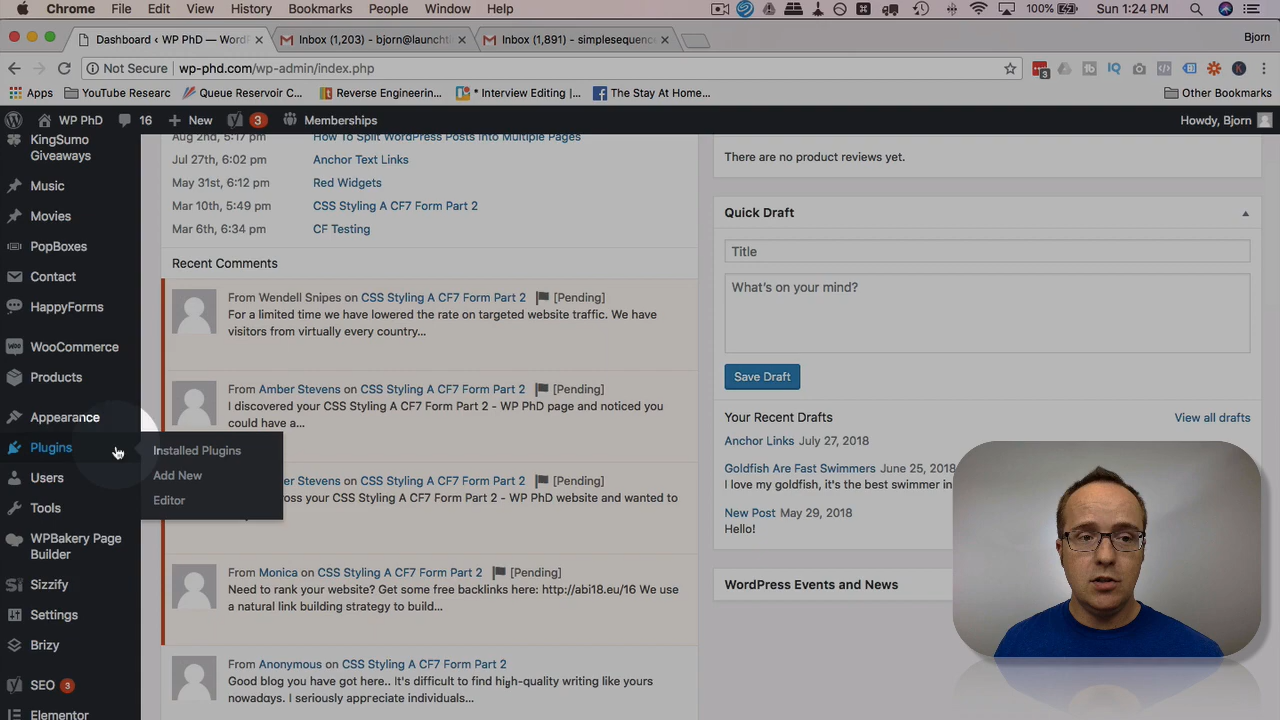 Chrome File Edit View History Bookmarks People Window Help 100% Sun 1:24 PM
Dashboard ‹ WP PhD — Word Inbox (1,203) - bjorn@launcht Inbox (1,891) - simplesequence Bjorn
Not Secure wp-phd.com/wp-admin/index.php
Apps YouTube Researc Queue Reservoir C... Reverse Engineerin... * Interview Editing |... The Stay At Home... Other Bookmarks
WP PhD 16 New 3 Memberships Howdy, Bjorn
KingSumo
Giveaways
Music
Movies
PopBoxes
Contact
HappyForms
WooCommerce
Products
Appearance
Plugins
Users
Tools
WPBakery Page
Builder
Sizzify
Settings
Brizy
SEO 3
Elementor
Installed Plugins
Add New
Editor
Aug 2nd, 5:17 pm How To Split WordPress Posts Into Multiple Pages
Jul 27th, 6:02 pm Anchor Text Links
May 31st, 6:12 pm Red Widgets
Mar 10th, 5:49 pm CSS Styling A CF7 Form Part 2
Mar 6th, 6:34 pm CF Testing
Recent Comments
From Wendell Snipes on CSS Styling A CF7 Form Part 2 [Pending]
For a limited time we have lowered the rate on targeted website traffic. We have
visitors from virtually every country...
From Amber Stevens on CSS Styling A CF7 Form Part 2 [Pending]
I discovered your CSS Styling A CF7 Form Part 2 - WP PhD page and noticed you
could have a...
Stevens on CSS Styling A CF7 Form Part 2 [Pending]
your CSS Styling A CF7 Form Part 2 - WP PhD website and wanted to
From Monica on CSS Styling A CF7 Form Part 2 [Pending]
Need to rank your website? Get some free backlinks here: http://abi18.eu/16 We use
a natural link building strategy to build...
From Anonymous on CSS Styling A CF7 Form Part 2
Good blog you have got here.. It's difficult to find high-quality writing like yours
nowadays. I seriously appreciate individuals...
There are no product reviews yet.
Quick Draft
Title
What's on your mind?
Save Draft
Your Recent Drafts View all drafts
Anchor Links July 27, 2018
Goldfish Are Fast Swimmers June 25, 2018
I love my goldfish, it's the best swimmer in
New Post May 29, 2018
Hello!
WordPress Events and News